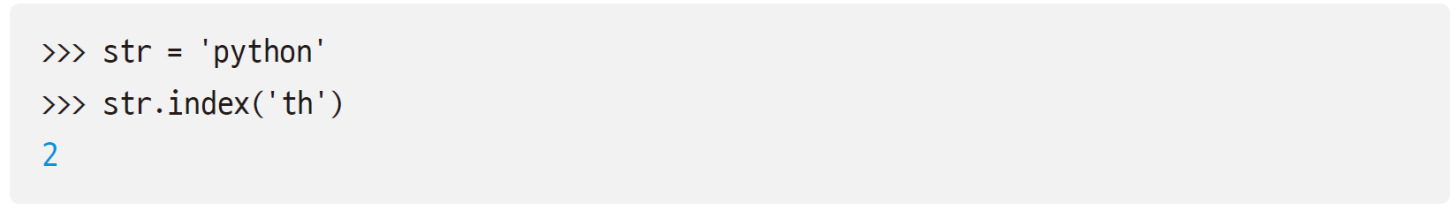 >>> str = 'python'
>>> str.index('th')
2